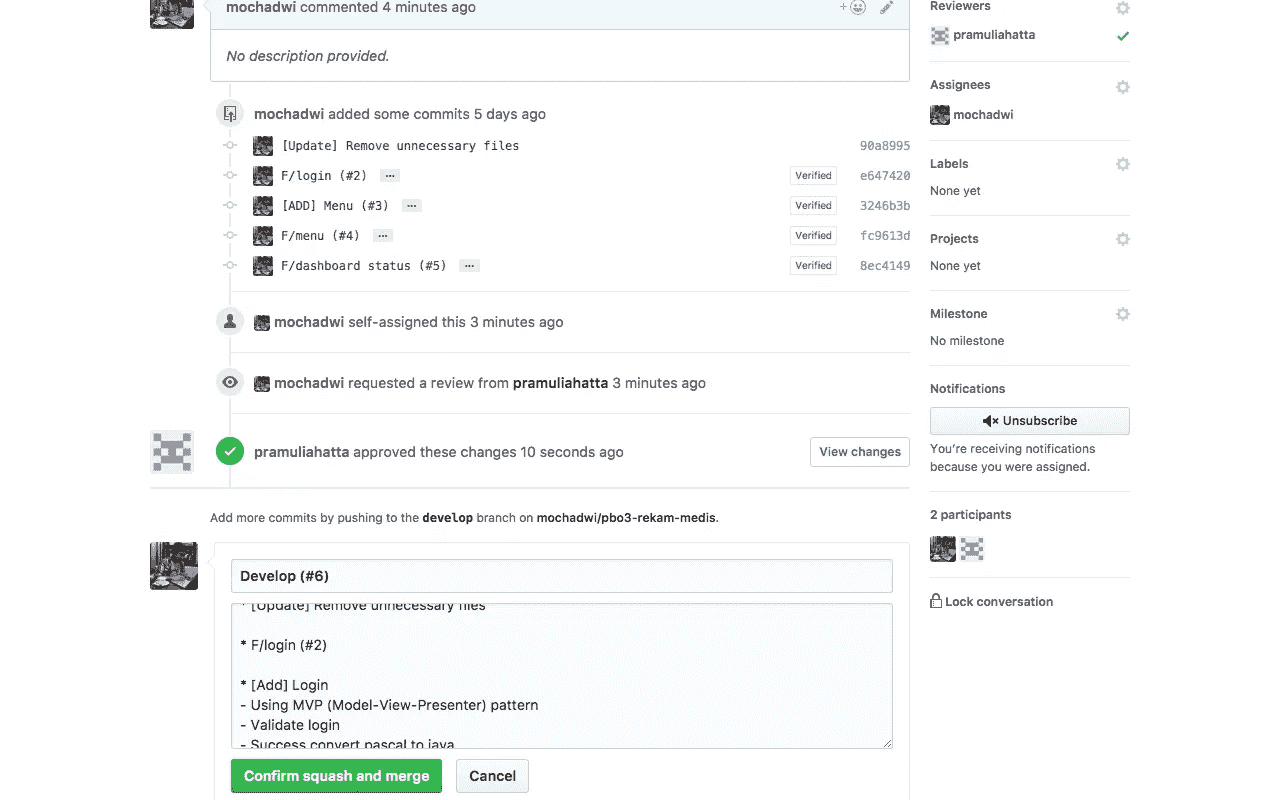 mochadwi commented 4 minutes ago
No description provided.
mochadwi added some commits 5 days ago
[Update] Remove unnecessary files 90a8995
F/login (#2) … Verified e647420
[ADD] Menu (#3) … Verified 3246b3b
F/menu (#4) … Verified fc9613d
F/dashboard status (#5) … Verified 8ec4149
mochadwi self-assigned this 3 minutes ago
mochadwi requested a review from pramuliahatta 3 minutes ago
pramuliahatta approved these changes 10 seconds ago View changes
Add more commits by pushing to the develop branch on mochadwi/pbo3-rekam-medis.
Develop (#6)
* [Update] Remove unnecessary files
* F/login (#2)
* [Add] Login
- Using MVP (Model-View-Presenter) pattern
- Validate login
- Success convert pascal to java
Confirm squash and merge Cancel
Reviewers
pramuliahatta
Assignees
mochadwi
Labels
None yet
Projects
None yet
Milestone
No milestone
Notifications
Unsubscribe
You're receiving notifications
because you were assigned.
2 participants
Lock conversation